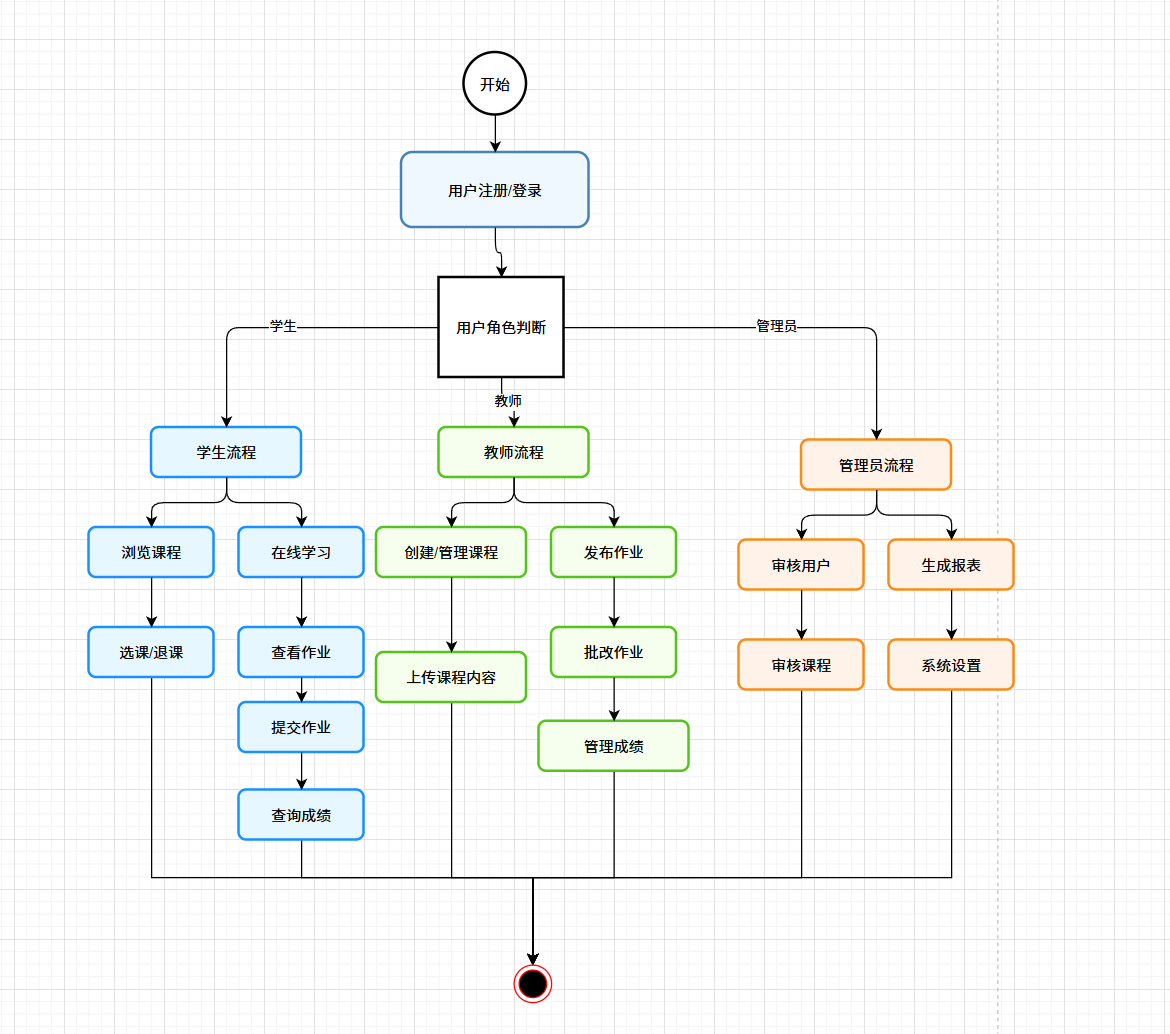 开始
用户注册/登录
用户角色判断
学生
管理员
教师
学生流程
教师流程
管理员流程
浏览课程
在线学习
创建/管理课程
发布作业
审核用户
生成报表
选课/退课
查看作业
上传课程内容
批改作业
审核课程
系统设置
提交作业
管理成绩
查询成绩